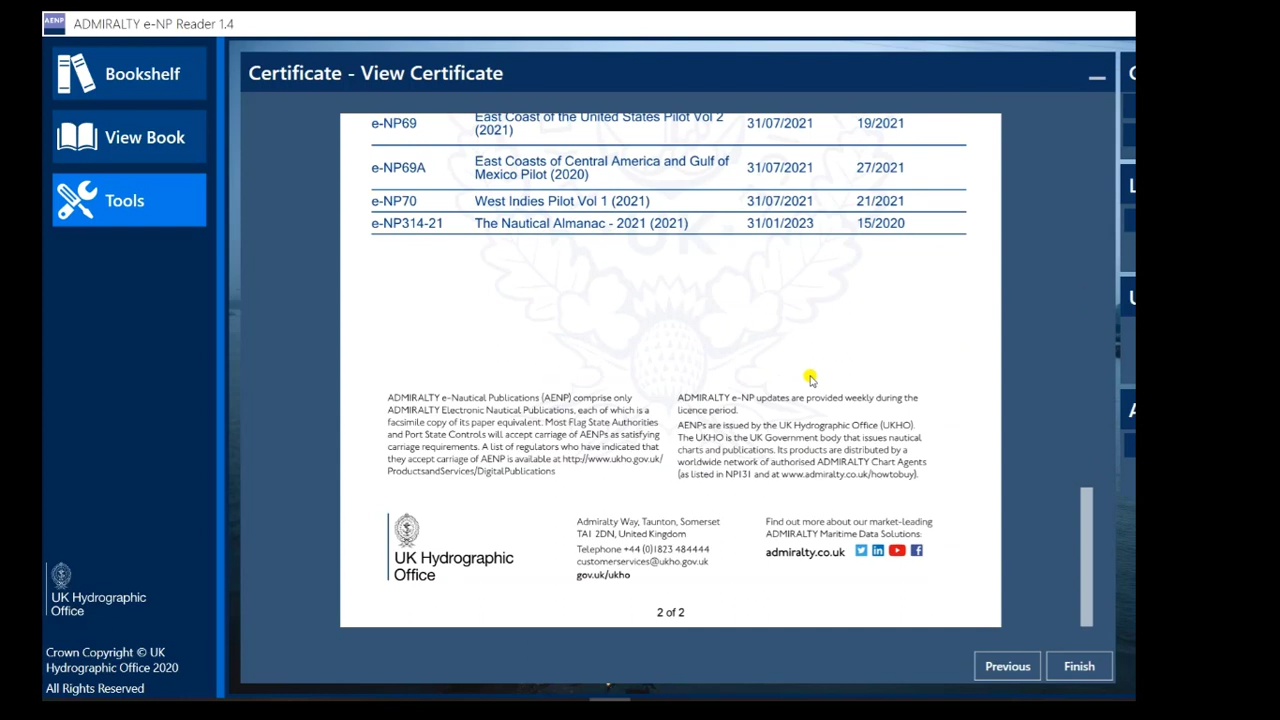 AENP
ADMIRALTY e-NP Reader 1.4
Bookshelf
View Book
Tools
UK Hydrographic
Office
Crown Copyright © UK
Hydrographic Office 2020
All Rights Reserved
Certificate - View Certificate
e-NP69 East Coast of the United States Pilot Vol 2 31/07/2021 19/2021
(2021)
e-NP69A East Coasts of Central America and Gulf of 31/07/2021 27/2021
Mexico Pilot (2020)
e-NP70 West Indies Pilot Vol 1 (2021) 31/07/2021 21/2021
e-NP314-21 The Nautical Almanac - 2021 (2021) 31/01/2023 15/2020
UK
ADMIRALTY e-Nautical Publications (AENP) comprise only
ADMIRALTY Electronic Nautical Publications, each of which is a
facsimile copy of its paper equivalent. Most Flag State Authorities
and Port State Controls will accept carriage of AENPs as satisfying
carriage requirements. A list of regulators who have indicated that
they accept carriage of AENP is available at http://www.ukho.gov.uk/
ProductsandServices/DigitalPublications
ADMIRALTY e-NP updates are provided weekly during the
licence period.
AENPs are issued by the UK Hydrographic Office (UKHO).
The UKHO is the UK Government body that issues nautical
charts and publications. Its products are distributed by a
worldwide network of authorised ADMIRALTY Chart Agents
(as listed in NP131 and at www.admiralty.co.uk/howtobuy).
UK Hydrographic
Office
Admiralty Way, Taunton, Somerset
TA1 2DN, United Kingdom
Telephone +44 (0)1823 484444
customerservices@ukho.gov.uk
gov.uk/ukho
Find out more about our market-leading
ADMIRALTY Maritime Data Solutions:
admiralty.co.uk
2 of 2
Previous
Finish